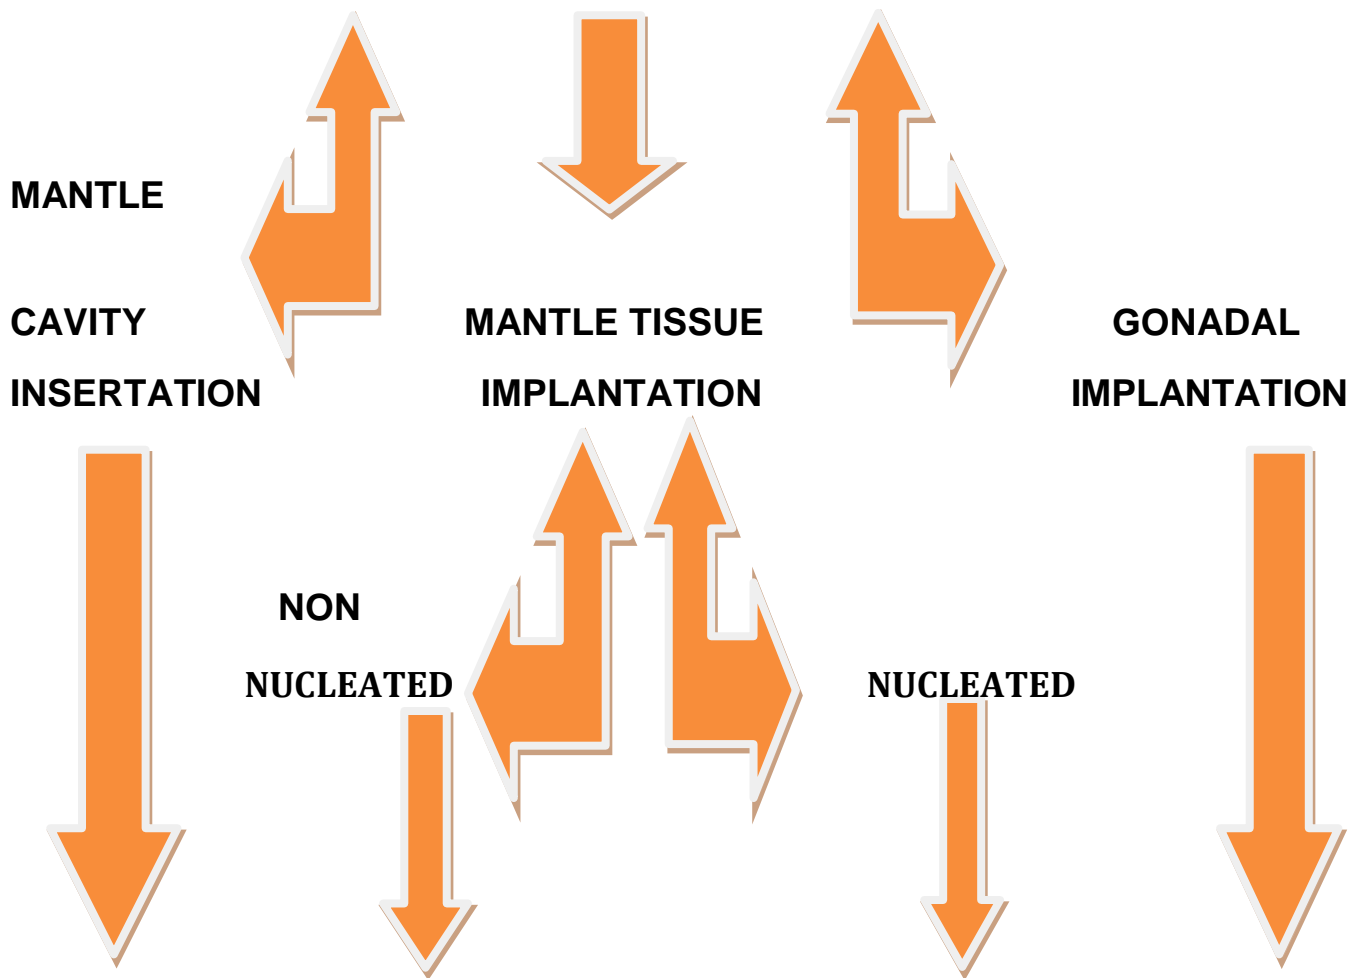 MANTLE
CAVITY
INSERTATION
MANTLE TISSUE
IMPLANTATION
GONADAL
IMPLANTATION
NON
NUCLEATED
NUCLEATED